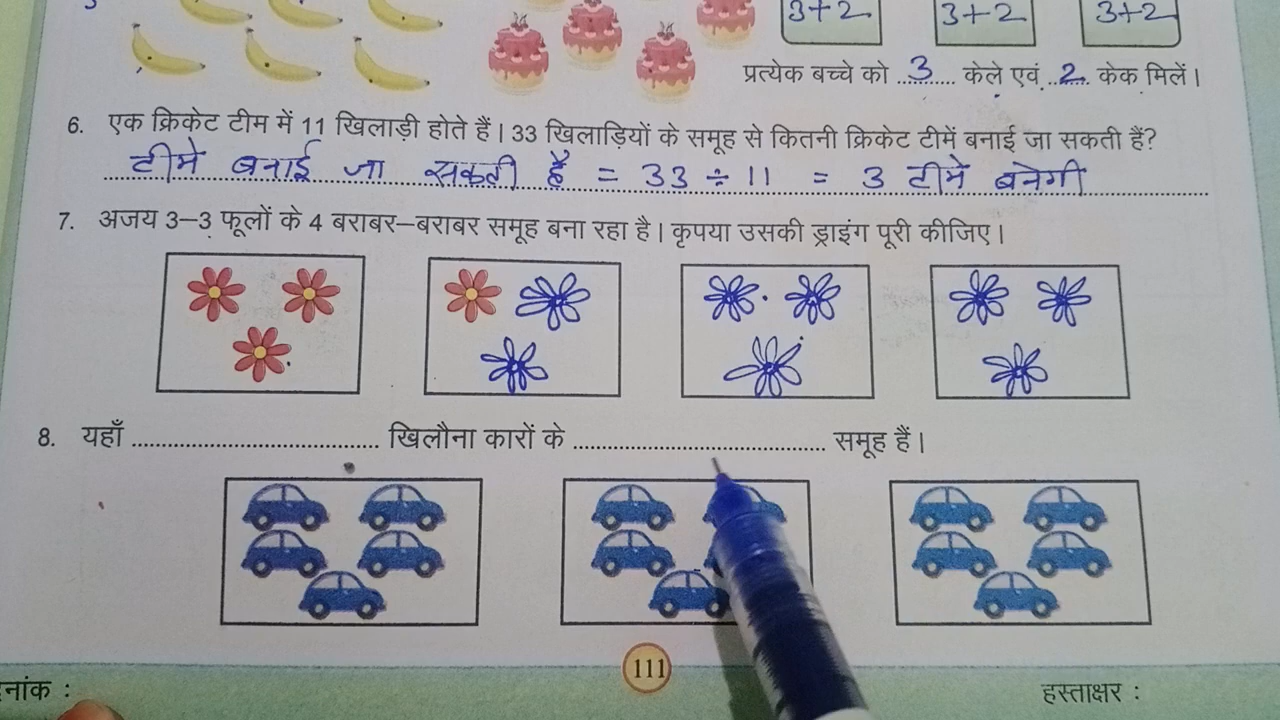 3+2 3+2 3+2
प्रत्येक बच्चे को ...3... केले एवं ...2... केक मिलें।
6. एक क्रिकेट टीम में 11 खिलाड़ी होते हैं। 33 खिलाड़ियों के समूह से कितनी क्रिकेट टीमें बनाई जा सकती हैं?
टीमे बनाई जा सकती हैं = 33 ÷ 11 = 3 टीमे बनेगी
7. अजय 3–3 फूलों के 4 बराबर–बराबर समूह बना रहा है। कृपया उसकी ड्राइंग पूरी कीजिए।
8. यहाँ ........................ खिलौना कारों के ........................ समूह हैं।
111
हस्ताक्षर :